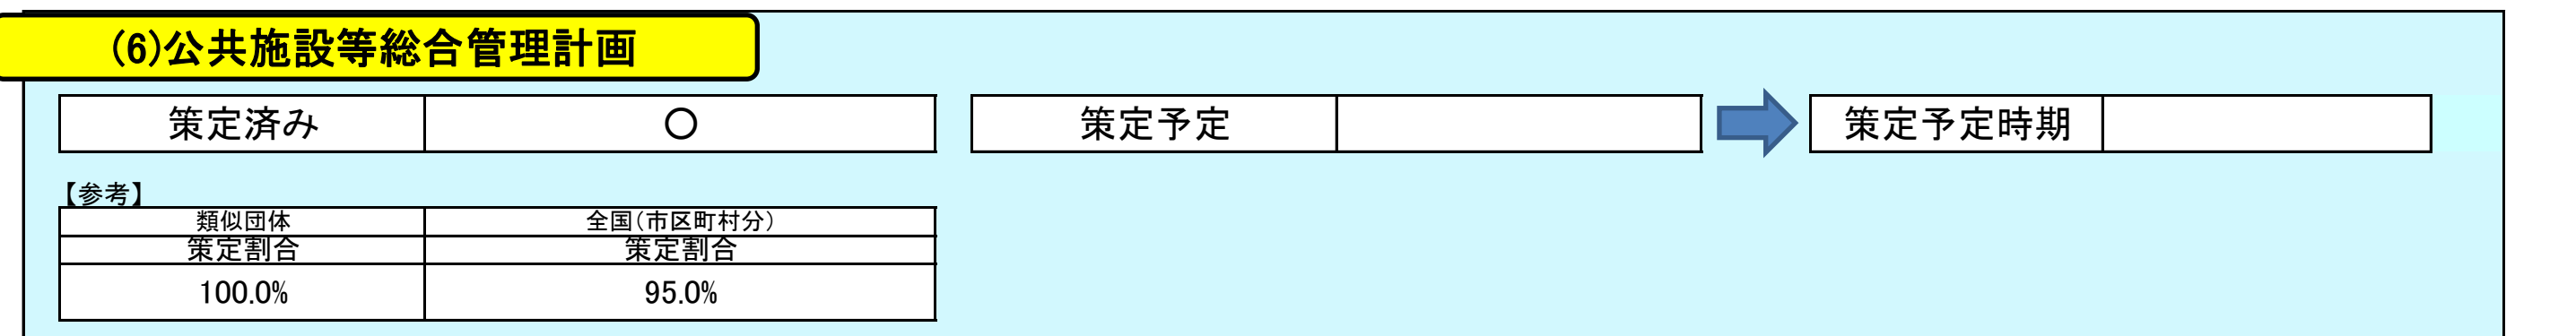 (6)公共施設等総合管理計画
策定済み ○ 策定予定 策定予定時期
【参考】
類似団体 全国(市区町村分)
策定割合 策定割合
100.0% 95.0%